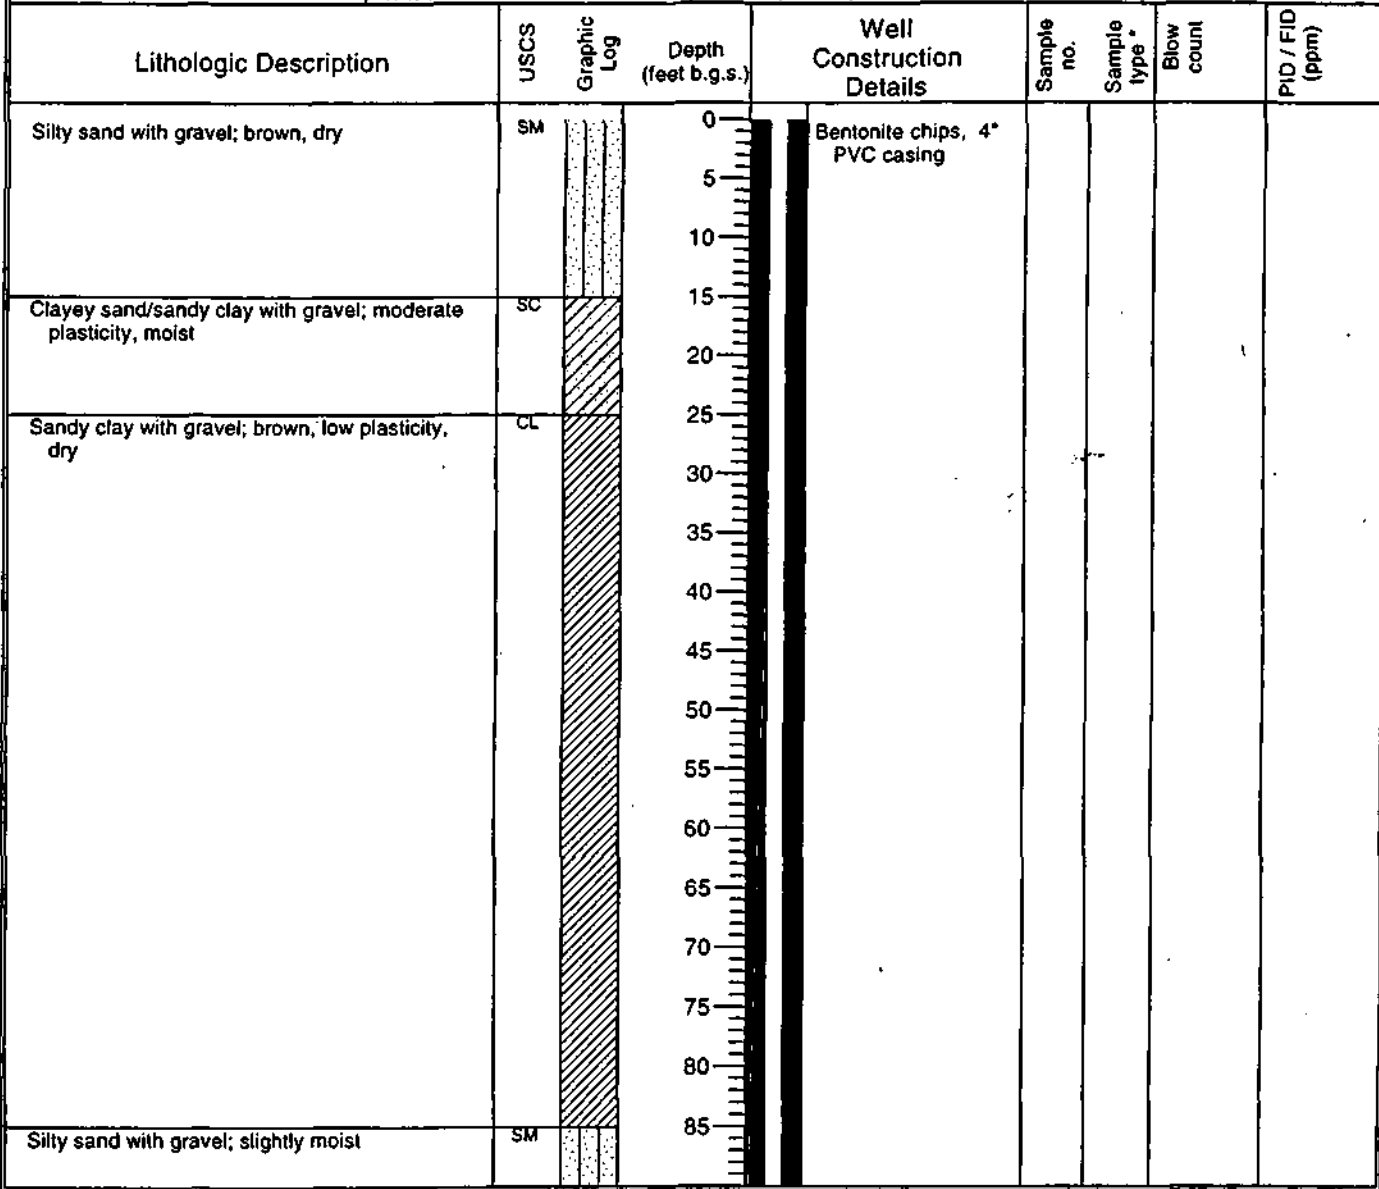 Lithologic Description
USCS
Graphic
Log
Depth
(feet b.g.s.)
Well
Construction
Details
Sample
no.
Sample
type *
Blow
count
PID / FID
(ppm)
Silty sand with gravel; brown, dry
SM
0
Bentonite chips, 4"
PVC casing
5
10
15
Clayey sand/sandy clay with gravel; moderate
plasticity, moist
SC
20
25
Sandy clay with gravel; brown, low plasticity,
dry
CL
30
35
40
45
50
55
60
65
70
75
80
85
Silty sand with gravel; slightly moist
SM